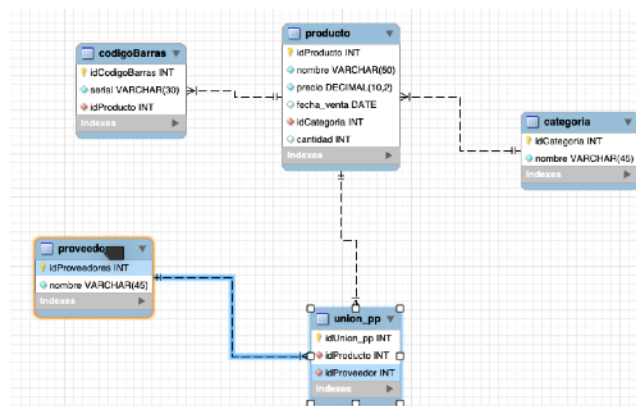 producto
idProducto INT
nombre VARCHAR(50)
precio DECIMAL(10,2)
fecha_venta DATE
idCategoria INT
cantidad INT
Indexes
codigoBarras
idCodigoBarras INT
serial VARCHAR(30)
idProducto INT
Indexes
categoria
idCategoria INT
nombre VARCHAR(45)
Indexes
idProveedores INT
nombre VARCHAR(45)
Indexes
union_pp
idUnion_pp INT
idProducto INT
idProveedor INT
Indexes